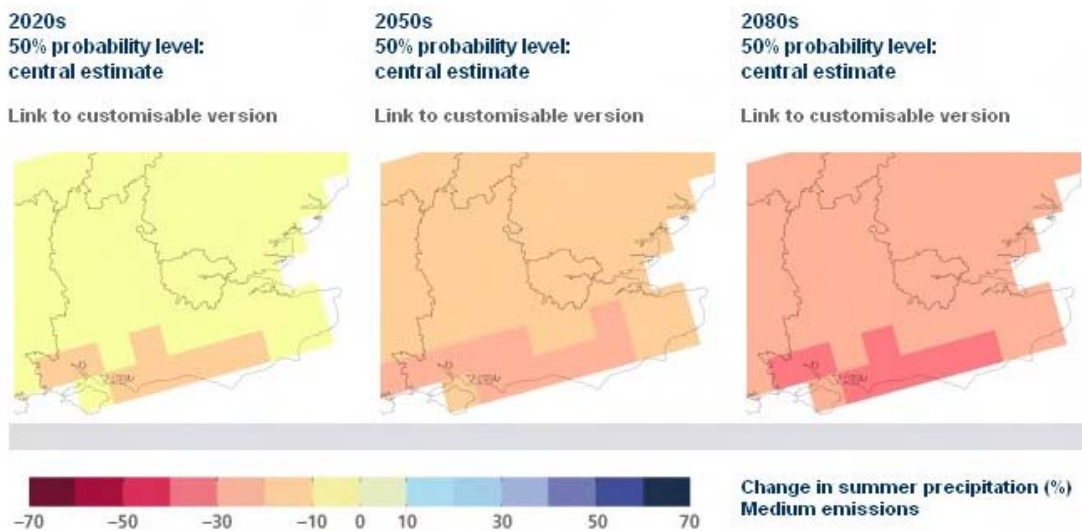 2020s
50% probability level:
central estimate
Link to customisable version
2050s
50% probability level:
central estimate
Link to customisable version
2080s
50% probability level:
central estimate
Link to customisable version
–70 –50 –30 –10 0 10 30 50 70
Change in summer precipitation (%)
Medium emissions